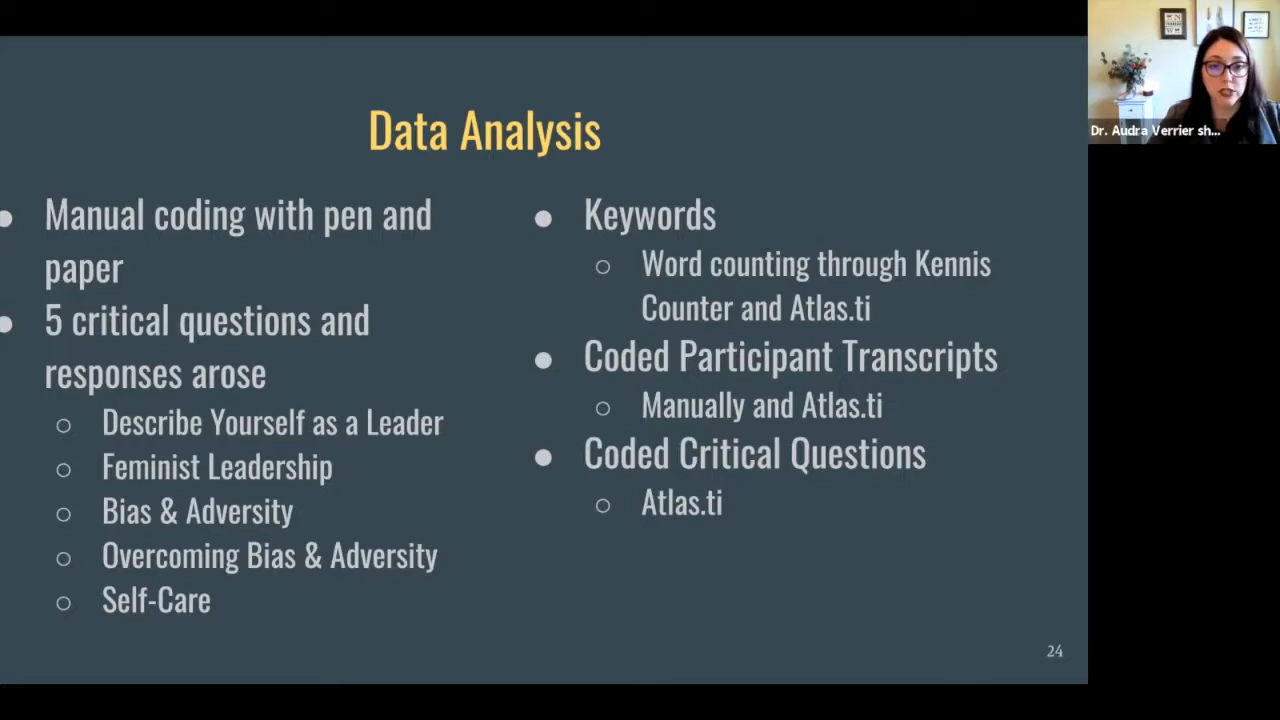 Data Analysis
● Manual coding with pen and
paper
● 5 critical questions and
responses arose
○ Describe Yourself as a Leader
○ Feminist Leadership
○ Bias & Adversity
○ Overcoming Bias & Adversity
○ Self-Care
● Keywords
○ Word counting through Kennis
Counter and Atlas.ti
● Coded Participant Transcripts
○ Manually and Atlas.ti
● Coded Critical Questions
○ Atlas.ti
24
Dr. Audra Verrier sh...